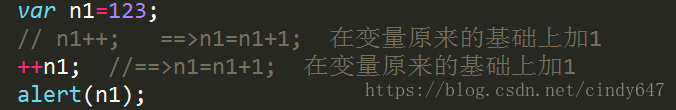 var n1=123;
// n1++;   ==>n1=n1+1;  在变量原来的基础上加1
++n1;  //==>n1=n1+1;  在变量原来的基础上加1
alert(n1);
https://blog.csdn.net/cindy647